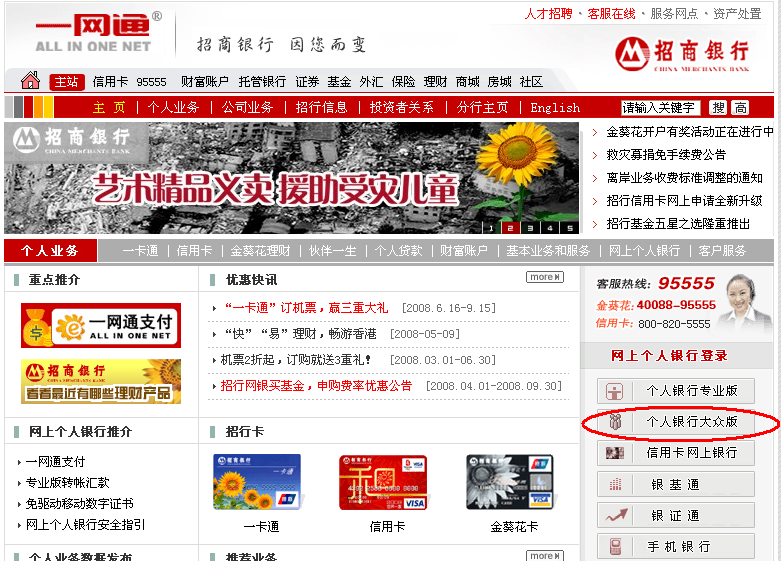 一网通®
ALL IN ONE NET
招商银行 因您而变
人才招聘 · 客服在线 · 服务网点 · 资产处置
招商银行
CHINA MERCHANTS BANK
主站 信用卡 95555 财富账户 托管银行 证券 基金 外汇 保险 理财 商城 房城 社区
主 页 | 个人业务 | 公司业务 | 招行信息 | 投资者关系 | 分行主页 | English
请输入关键字 搜 高
招商银行
CHINA MERCHANTS BANK
艺术精品义卖 援助受灾儿童
1 2 3 4 5
金葵花开户有奖活动正在进行中
救灾募捐免手续费公告
离岸业务收费标准调整的通知
招行信用卡网上申请全新升级
招行基金五星之选隆重推出
个人业务
一卡通 | 信用卡 | 金葵花理财 | 伙伴一生 | 个人贷款 | 财富账户 | 基本业务和服务 | 网上个人银行 | 客户服务
重点推介
一网通支付
ALL IN ONE NET
招商银行
CHINA MERCHANTS BANK
看看最近有哪些理财产品
优惠快讯
more
“一卡通”订机票，赢三重大礼 [2008.6.16-9.15]
“快”“易”理财，畅游香港 [2008-05-09]
机票2折起，订购就送3重礼！ [2008.03.01-06.30]
招行网银买基金，申购费率优惠公告 [2008.04.01-2008.09.30]
客服热线： 95555
金葵花: 40088-95555
信用卡: 800-820-5555
网上个人银行登录
个人银行专业版
个人银行大众版
信用卡网上银行
银基通
银证通
手机银行
网上个人银行推介
一网通支付
专业版转帐汇款
免驱动移动数字证书
网上个人银行安全指引
招行卡
一卡通
信用卡
金葵花卡
个人业务数据发布
推荐业务
more